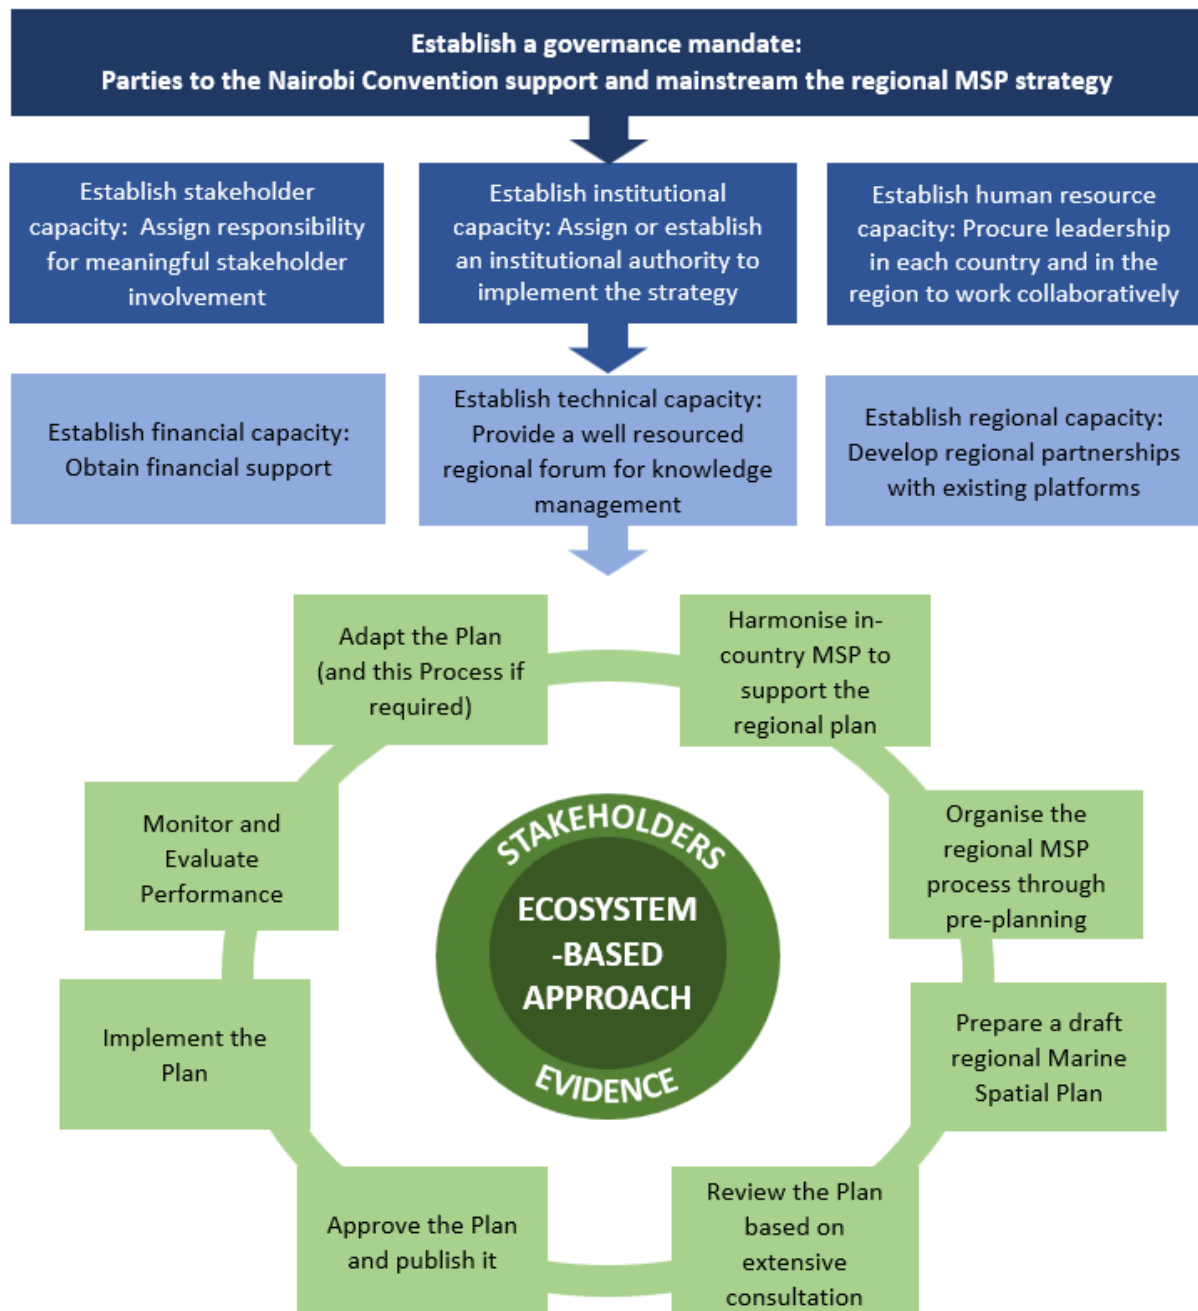 Establish a governance mandate:
Parties to the Nairobi Convention support and mainstream the regional MSP strategy
Establish stakeholder
capacity:  Assign responsibility
for meaningful stakeholder
involvement
Establish institutional
capacity: Assign or establish
an institutional authority to
implement the strategy
Establish human resource
capacity: Procure leadership
in each country and in the
region to work collaboratively
Establish financial capacity:
Obtain financial support
Establish technical capacity:
Provide a well resourced
regional forum for knowledge
management
Establish regional capacity:
Develop regional partnerships
with existing platforms
Harmonise in-
country MSP to
support the
regional plan
Organise the
regional MSP
process through
pre-planning
Prepare a draft
regional Marine
Spatial Plan
Review the Plan
based on
extensive
consultation
Approve the Plan
and publish it
Implement the
Plan
Monitor and
Evaluate
Performance
Adapt the Plan
(and this Process if
required)
STAKEHOLDERS
ECOSYSTEM
-BASED
APPROACH
EVIDENCE